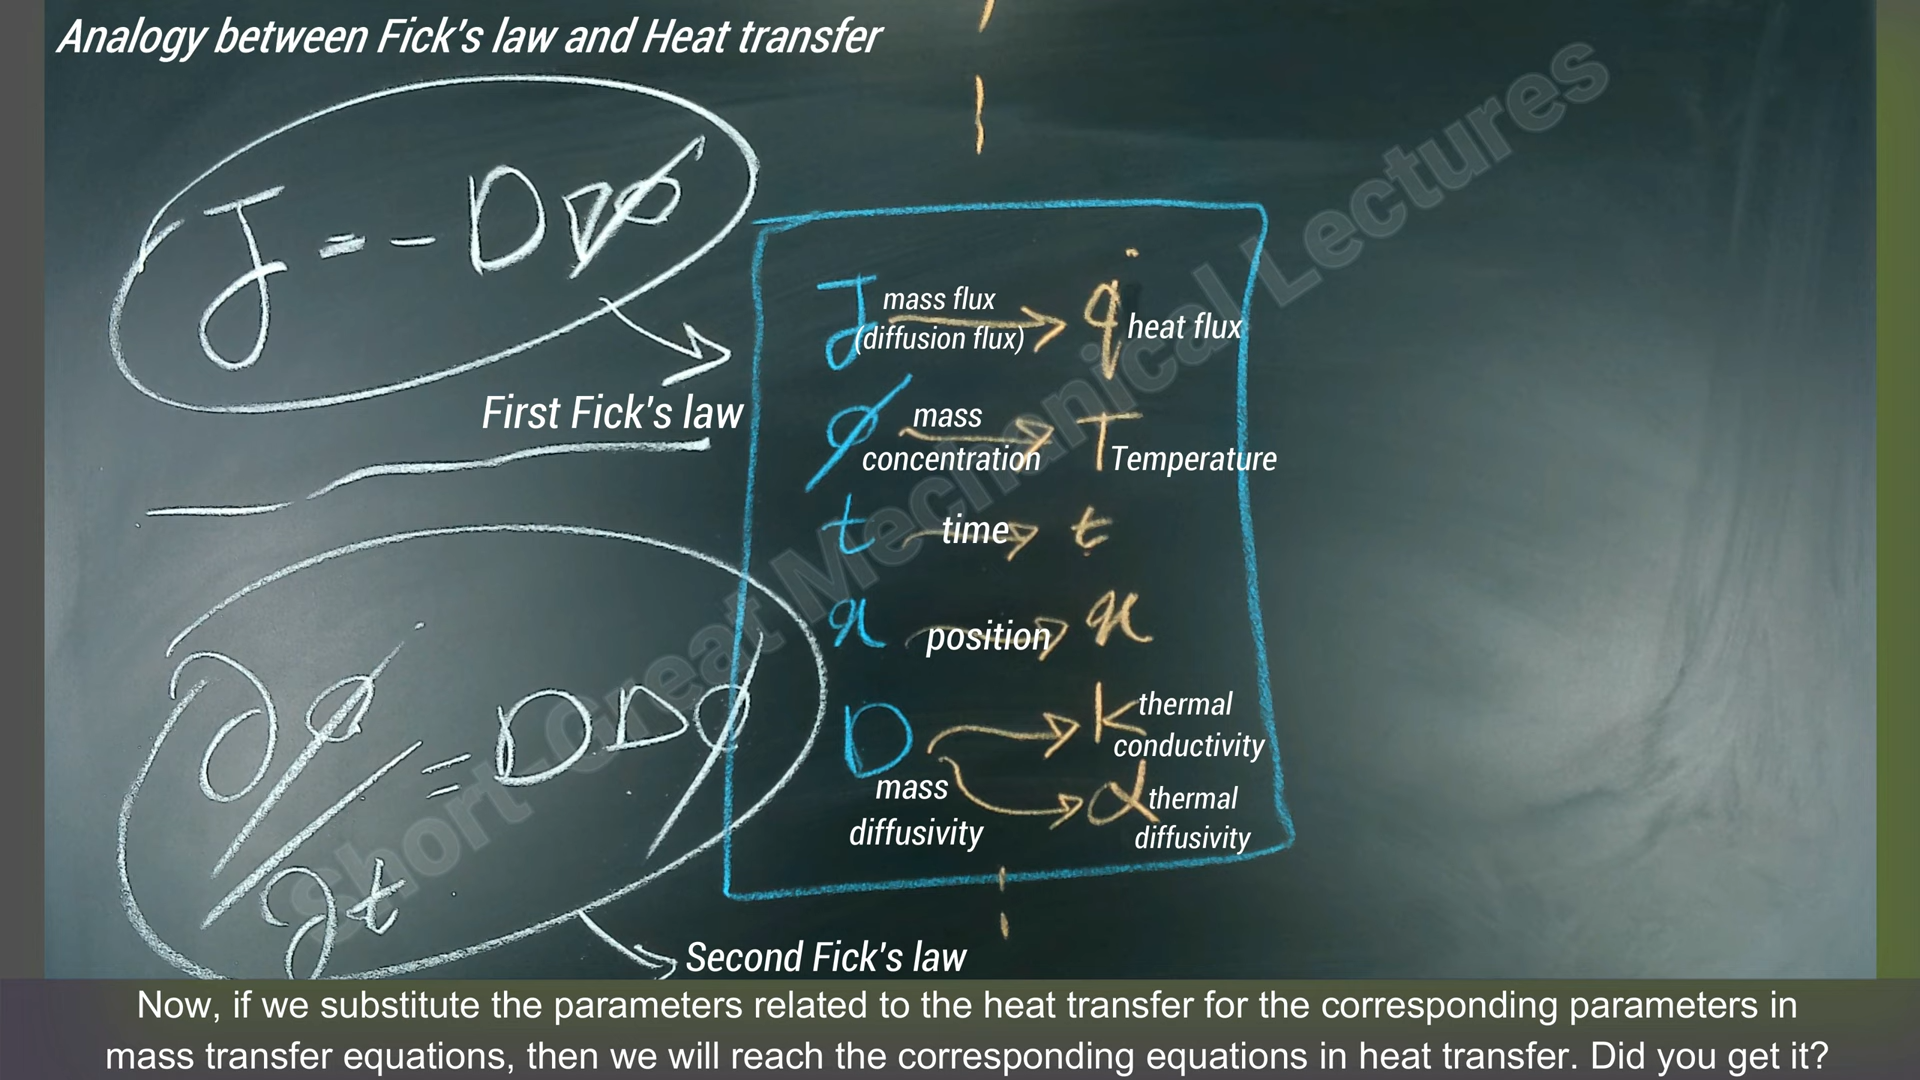 Analogy between Fick's law and Heat transfer
J = - D∇φ
First Fick's law
∂φ/∂t = DΔφ
Second Fick's law
J mass flux (diffusion flux) → q̇ heat flux
φ mass concentration → T Temperature
t time → t
x position → x
D mass diffusivity → K thermal conductivity
→ α thermal diffusivity
Short-Great Mechanical Lectures
Now, if we substitute the parameters related to the heat transfer for the corresponding parameters in
mass transfer equations, then we will reach the corresponding equations in heat transfer. Did you get it?